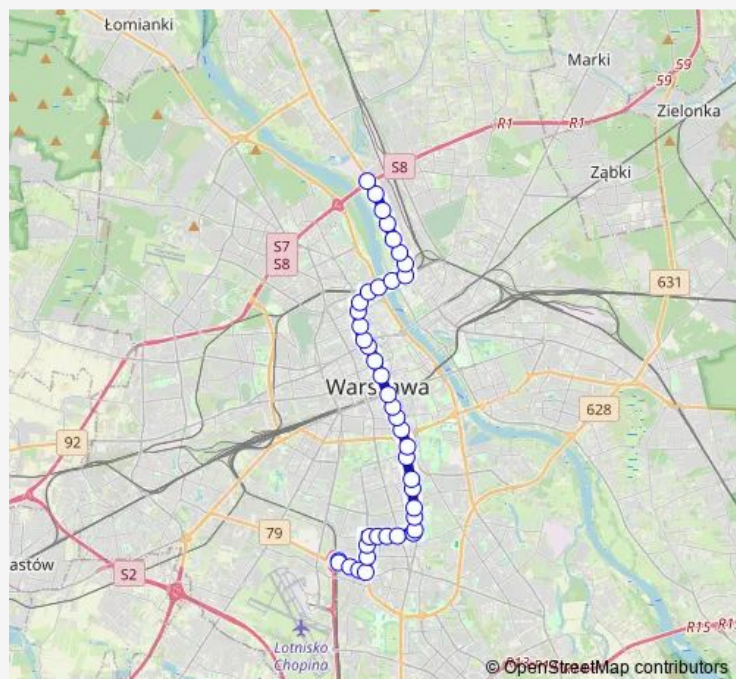 Łomianki
Marki
S9
S9
Zielonka
R1
R1
S8
Ząbki
S7
S8
631
Warszawa
628
92
79
astów
S2
Lotnisko
Chopina
R15
© OpenStreetMap contributors